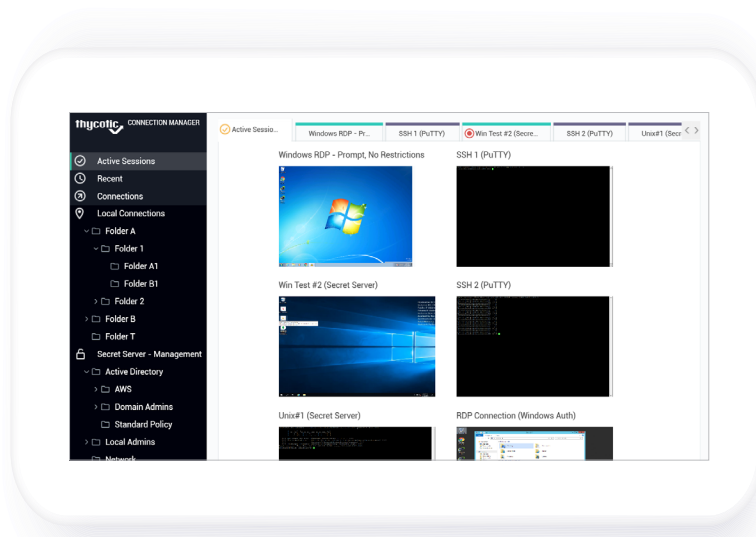 thycotic CONNECTION MANAGER
Active Sessio...
Windows RDP - Pr...
SSH 1 (PuTTY)
Win Test #2 (Secre...
SSH 2 (PuTTY)
Unix#1 (Secr
Active Sessions
Recent
Connections
Local Connections
Folder A
Folder 1
Folder A1
Folder B1
Folder 2
Folder B
Folder T
Secret Server - Management
Active Directory
AWS
Domain Admins
Standard Policy
Local Admins
Network
Windows RDP - Prompt, No Restrictions
SSH 1 (PuTTY)
Win Test #2 (Secret Server)
SSH 2 (PuTTY)
Unix#1 (Secret Server)
RDP Connection (Windows Auth)